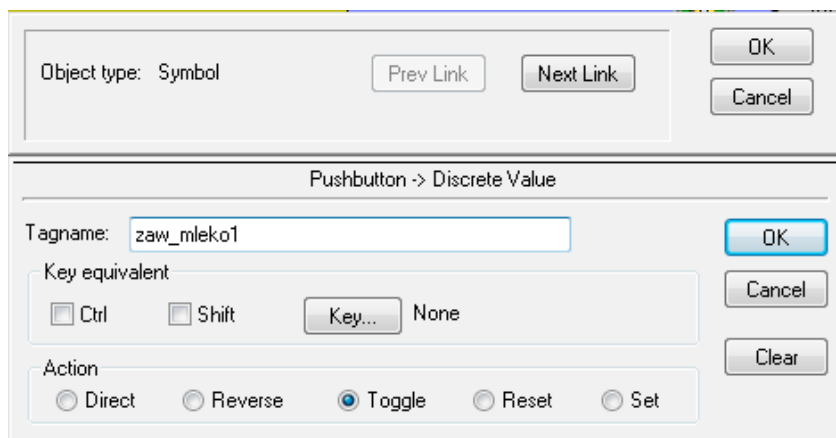 OK
Object type: Symbol Prev Link Next Link
Cancel
Pushbutton -> Discrete Value
Tagname: zaw_mleko1 OK
Key equivalent
Cancel
Ctrl Shift Key... None
Clear
Action
Direct Reverse Toggle Reset Set